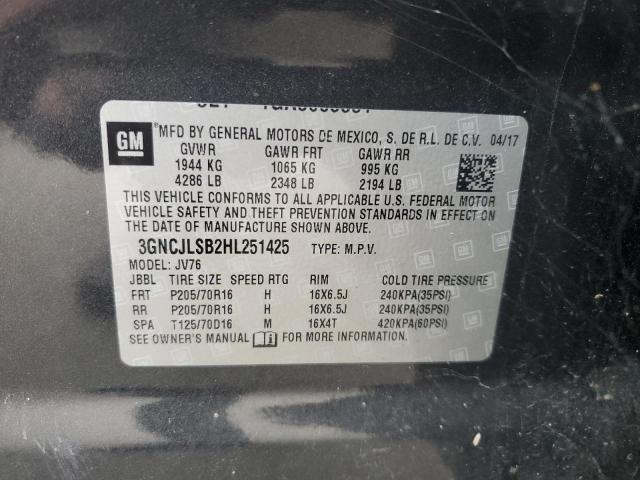 GM
MFD BY GENERAL MOTORS DE MEXICO, S. DE R.L. DE C.V. 04/17
GVWR GAWR FRT GAWR RR
1944 KG 1065 KG 995 KG
4286 LB 2348 LB 2194 LB
THIS VEHICLE CONFORMS TO ALL APPLICABLE U.S. FEDERAL MOTOR
VEHICLE SAFETY AND THEFT PREVENTION STANDARDS IN EFFECT ON
THE DATE OF MANUFACTURE SHOWN ABOVE.
3GNCJLSB2HL251425 TYPE: M.P.V.
MODEL: JV76
JBBL TIRE SIZE SPEED RTG RIM COLD TIRE PRESSURE
FRT P205/70R16 H 16X6.5J 240KPA(35PSI)
RR P205/70R16 H 16X6.5J 240KPA(35PSI)
SPA T125/70D16 M 16X4T 420KPA(60PSI)
SEE OWNER'S MANUAL FOR MORE INFORMATION.